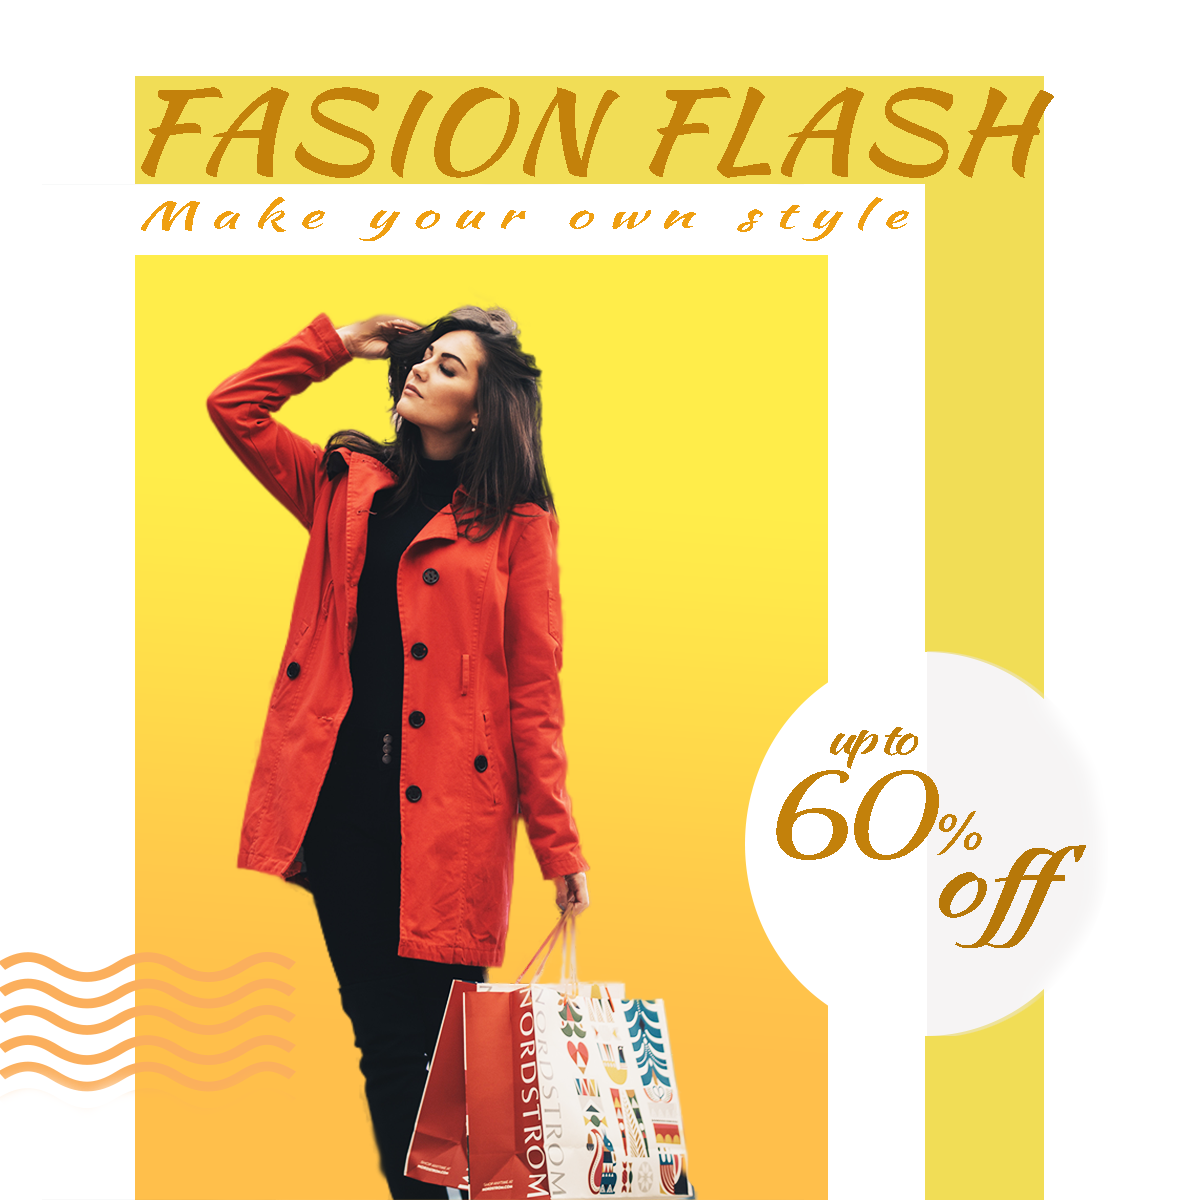 FASION FLASH
Make your own style
up to
60%
off
NORDSTROM
NORDSTROM